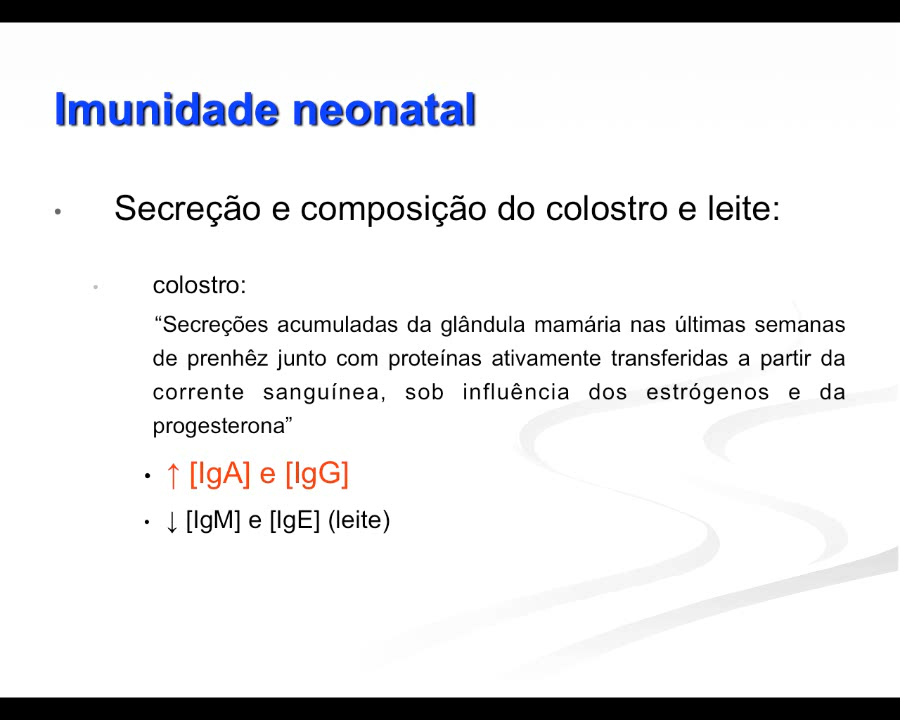 Imunidade neonatal
• Secreção e composição do colostro e leite:
• colostro:
“Secreções acumuladas da glândula mamária nas últimas semanas
de prenhêz junto com proteínas ativamente transferidas a partir da
corrente sanguínea, sob influência dos estrógenos e da
progesterona”
• ↑ [IgA] e [IgG]
• ↓ [IgM] e [IgE] (leite)